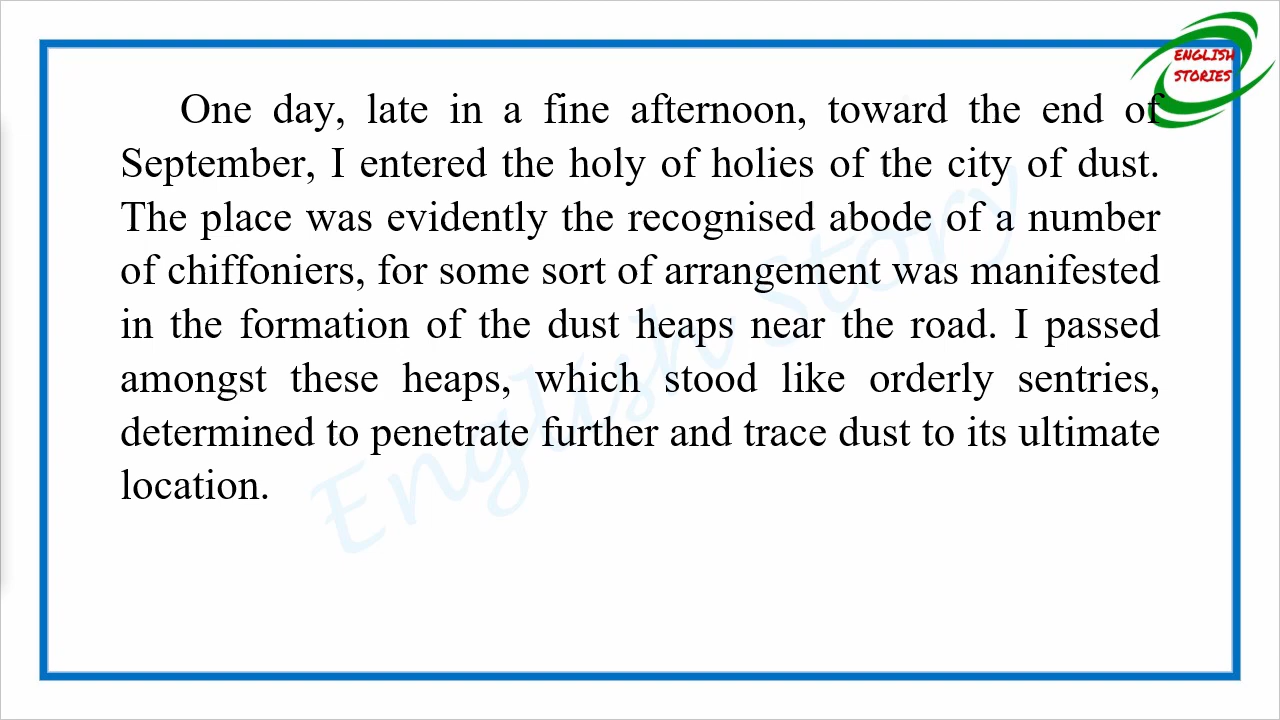 ENGLISH
STORIES
One day, late in a fine afternoon, toward the end of
September, I entered the holy of holies of the city of dust.
The place was evidently the recognised abode of a number
of chiffoniers, for some sort of arrangement was manifested
in the formation of the dust heaps near the road. I passed
amongst these heaps, which stood like orderly sentries,
determined to penetrate further and trace dust to its ultimate
location.
English Story